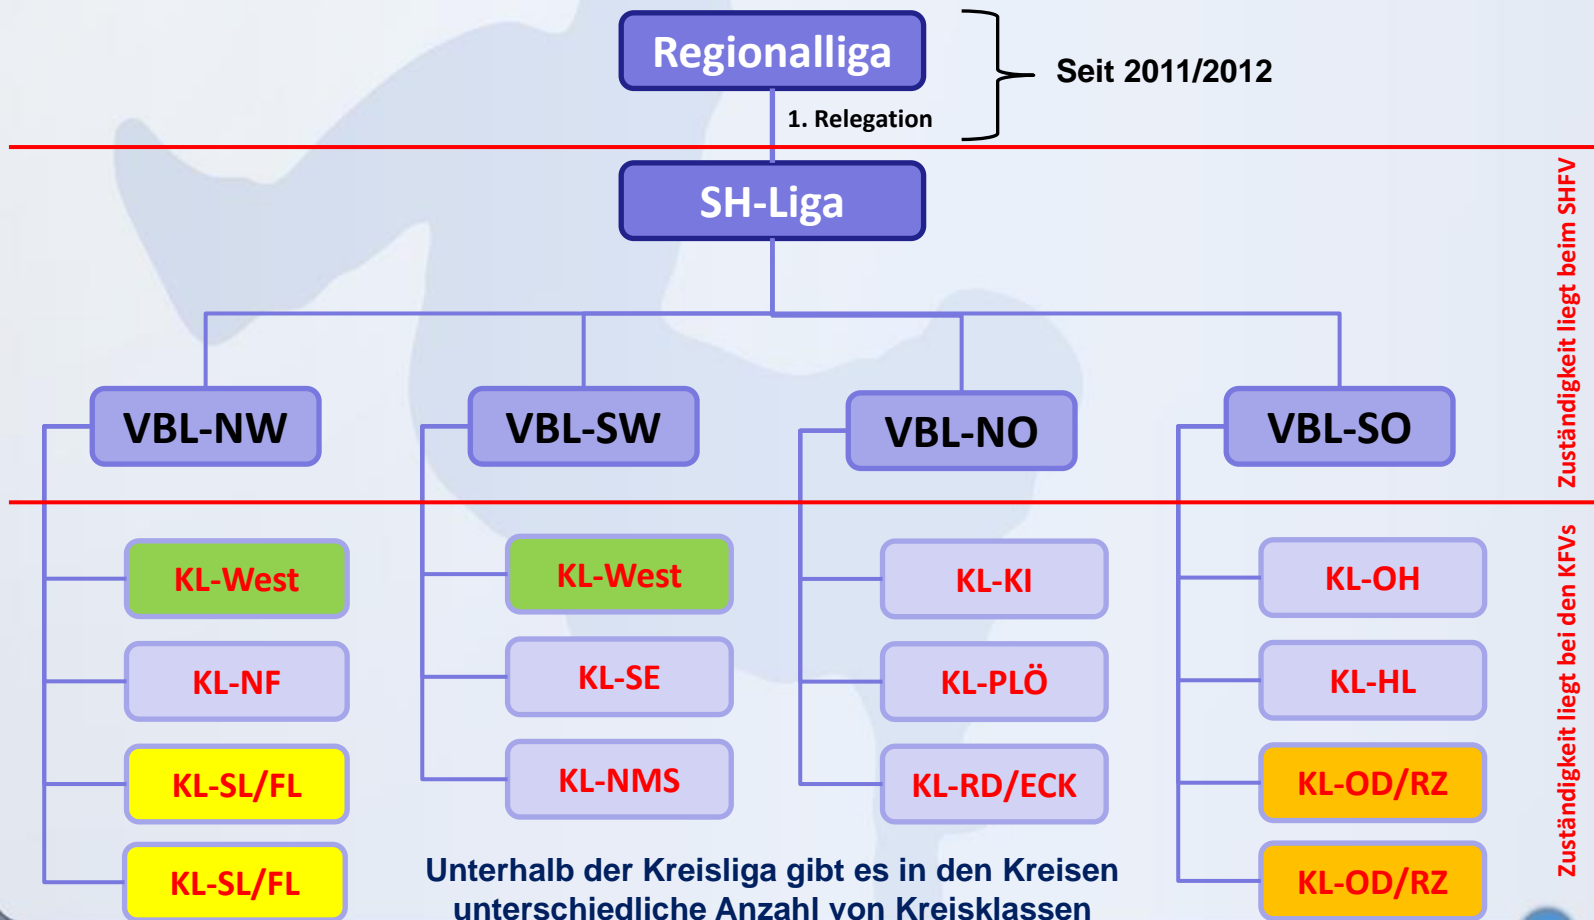 Regionalliga
Seit 2011/2012
1. Relegation
SH-Liga
Zuständigkeit liegt beim SHFV
VBL-NW
VBL-SW
VBL-NO
VBL-SO
Zuständigkeit liegt bei den KFVs
KL-West
KL-West
KL-KI
KL-OH
KL-NF
KL-SE
KL-PLÖ
KL-HL
KL-SL/FL
KL-NMS
KL-RD/ECK
KL-OD/RZ
KL-SL/FL
KL-OD/RZ
Unterhalb der Kreisliga gibt es in den Kreisen
unterschiedliche Anzahl von Kreisklassen